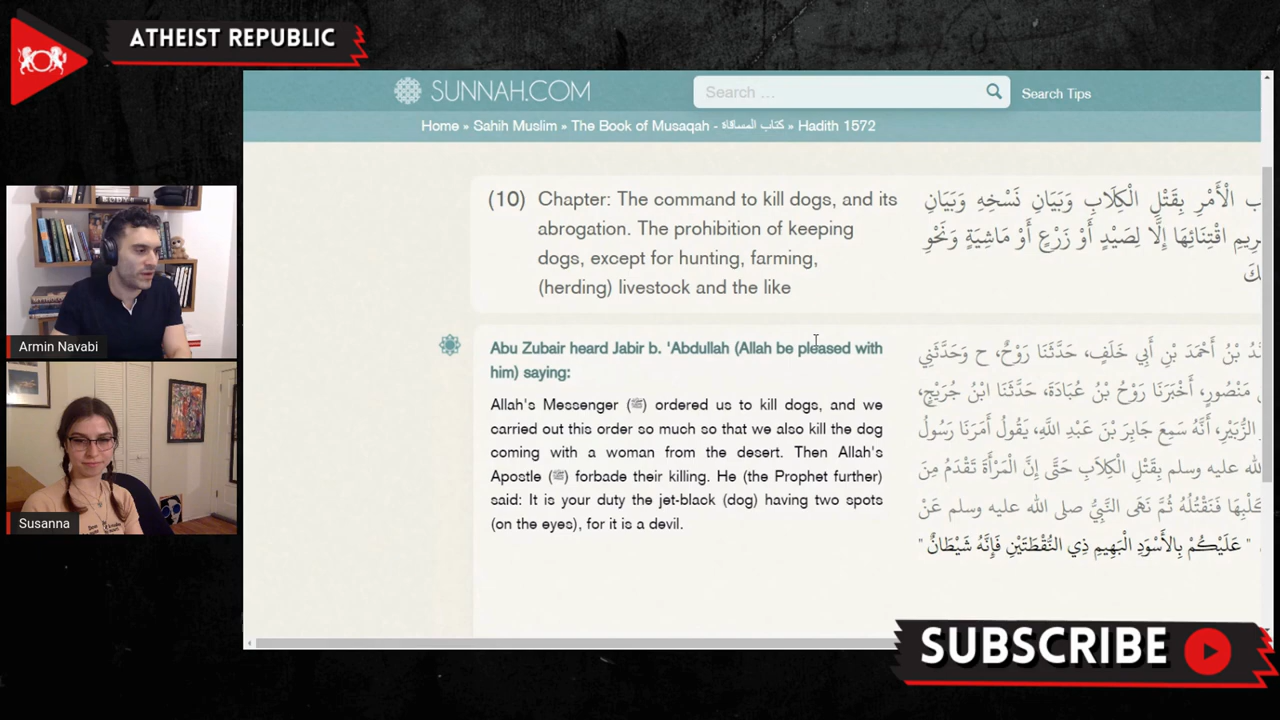 ATHEIST REPUBLIC
SUNNAH.COM
Search ...
Search Tips
Home » Sahih Muslim » The Book of Musaqah - كتاب المساقاة » Hadith 1572
(10) Chapter: The command to kill dogs, and its
abrogation. The prohibition of keeping
dogs, except for hunting, farming,
(herding) livestock and the like
ب الأَمْرِ بِقَتْلِ الْكِلاَبِ وَبَيَانِ نَسْخِهِ وَبَيَانِ
رِيمِ اقْتِنَائِهَا إِلَّا لِصَيْدٍ أَوْ زَرْعٍ أَوْ مَاشِيَةٍ وَنَحْوِ
كَ
Abu Zubair heard Jabir b. 'Abdullah (Allah be pleased with
him) saying:
Allah's Messenger (ﷺ) ordered us to kill dogs, and we
carried out this order so much so that we also kill the dog
coming with a woman from the desert. Then Allah's
Apostle (ﷺ) forbade their killing. He (the Prophet further)
said: It is your duty the jet-black (dog) having two spots
(on the eyes), for it is a devil.
دُ بْنُ أَحْمَدَ بْنِ أَبِي خَلَفٍ، حَدَّثَنَا رَوْحٌ، ح وَحَدَّثَنِي
مَنْصُورٍ، أَخْبَرَنَا رَوْحُ بْنُ عُبَادَةَ، حَدَّثَنَا ابْنُ جُرَيْجٍ،
الزُّبَيْرِ، أَنَّهُ سَمِعَ جَابِرَ بْنَ عَبْدِ اللَّهِ، يَقُولُ أَمَرَنَا رَسُولُ
له عليه وسلم بِقَتْلِ الْكِلاَبِ حَتَّى إِنَّ الْمَرْأَةَ تَقْدَمُ مِنَ
كَلْبِهَا فَنَقْتُلُهُ ثُمَّ نَهَى النَّبِيُّ صلى الله عليه وسلم عَنْ
" عَلَيْكُمْ بِالأَسْوَدِ الْبَهِيمِ ذِي النُّقْطَتَيْنِ فَإِنَّهُ شَيْطَانٌ "
Armin Navabi
Susanna
SUBSCRIBE